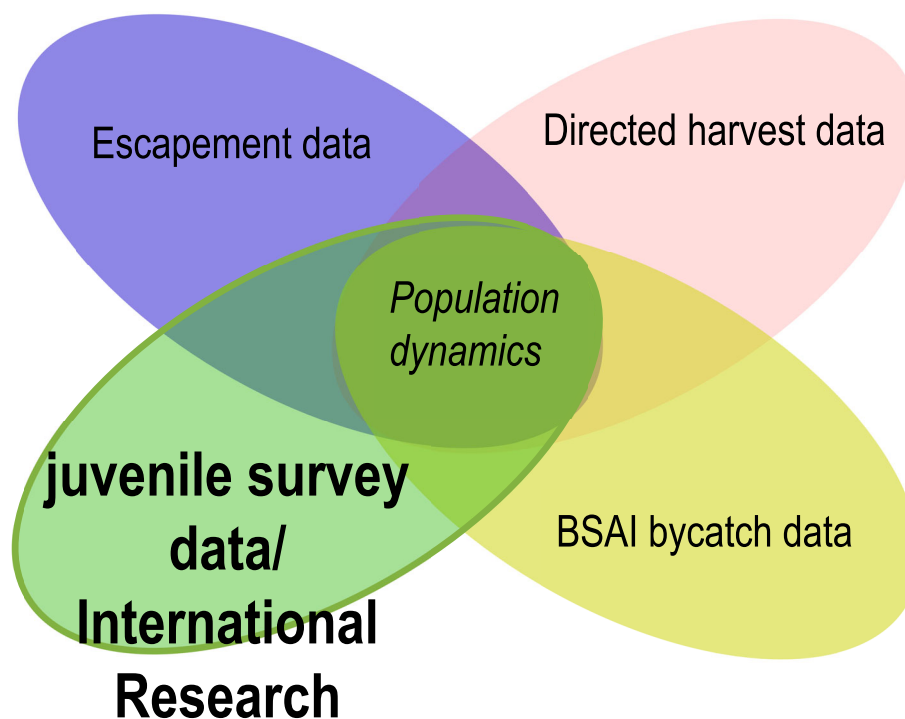 Escapement data
Directed harvest data
Population
dynamics
juvenile survey
data/
International
Research
BSAI bycatch data